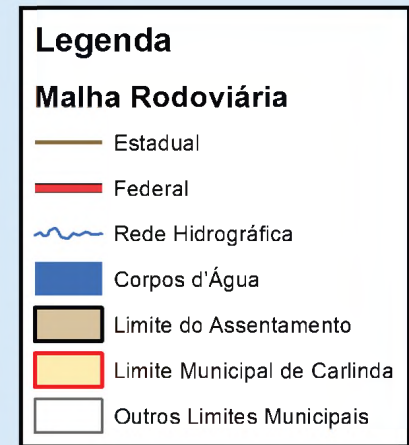 Legenda
Malha Rodoviária
Estadual
Federal
Rede Hidrográfica
Corpos d'Água
Limite do Assentamento
Limite Municipal de Carlinda
Outros Limites Municipais